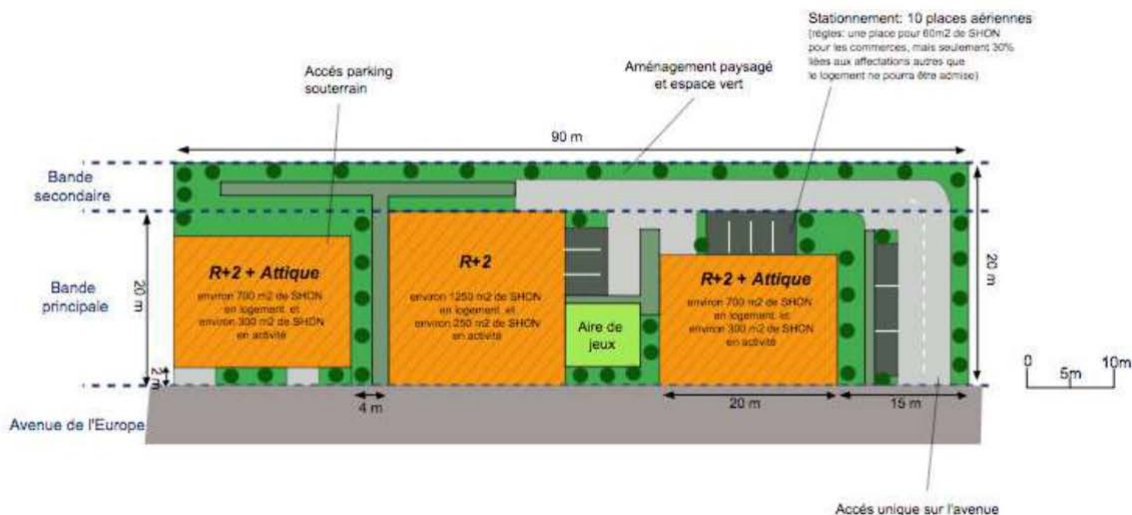 Stationnement: 10 places aériennes
(régles: une place pour 60m2 de SHON
pour les commerces, mais seulement 30%
liées aux affectations autres que
le logement ne pourra être admise)
Accés parking
souterrain
Aménagement paysagé
et espace vert
90 m
Bande
secondaire
Bande
principale
20 m
20 m
R+2 + Attique
environ 700 m2 de SHON
en logement et
environ 300 m2 de SHON
en activité
R+2
environ 1250 m2 de SHON
en logement et
environ 250 m2 de SHON
en activité
R+2 + Attique
environ 700 m2 de SHON
en logement et
environ 300 m2 de SHON
en activité
Aire de
jeux
2 m
4 m
20 m
15 m
0 5m 10m
Avenue de l'Europe
Accés unique sur l'avenue